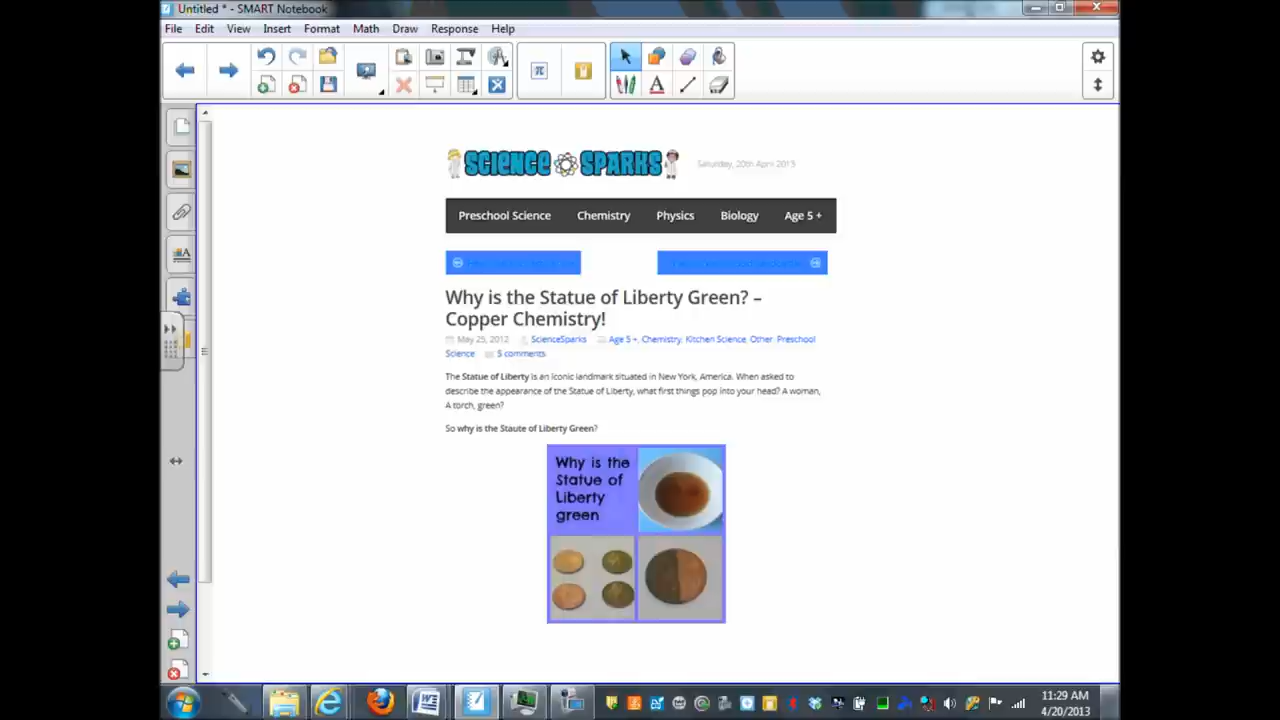 Untitled * - SMART Notebook
File Edit View Insert Format Math Draw Response Help
SCIENCE SPARKS
Saturday, 20th April 2013
Preschool Science Chemistry Physics Biology Age 5 +
Why is the Statue of Liberty Green? –
Copper Chemistry!
May 25, 2012 ScienceSparks Age 5 +, Chemistry, Kitchen Science, Other, Preschool
Science 5 comments
The Statue of Liberty is an iconic landmark situated in New York, America. When asked to
describe the appearance of the Statue of Liberty, what first things pop into your head? A woman,
A torch, green?
So why is the Staute of Liberty Green?
Why is the
Statue of
Liberty
green
11:29 AM
4/20/2013